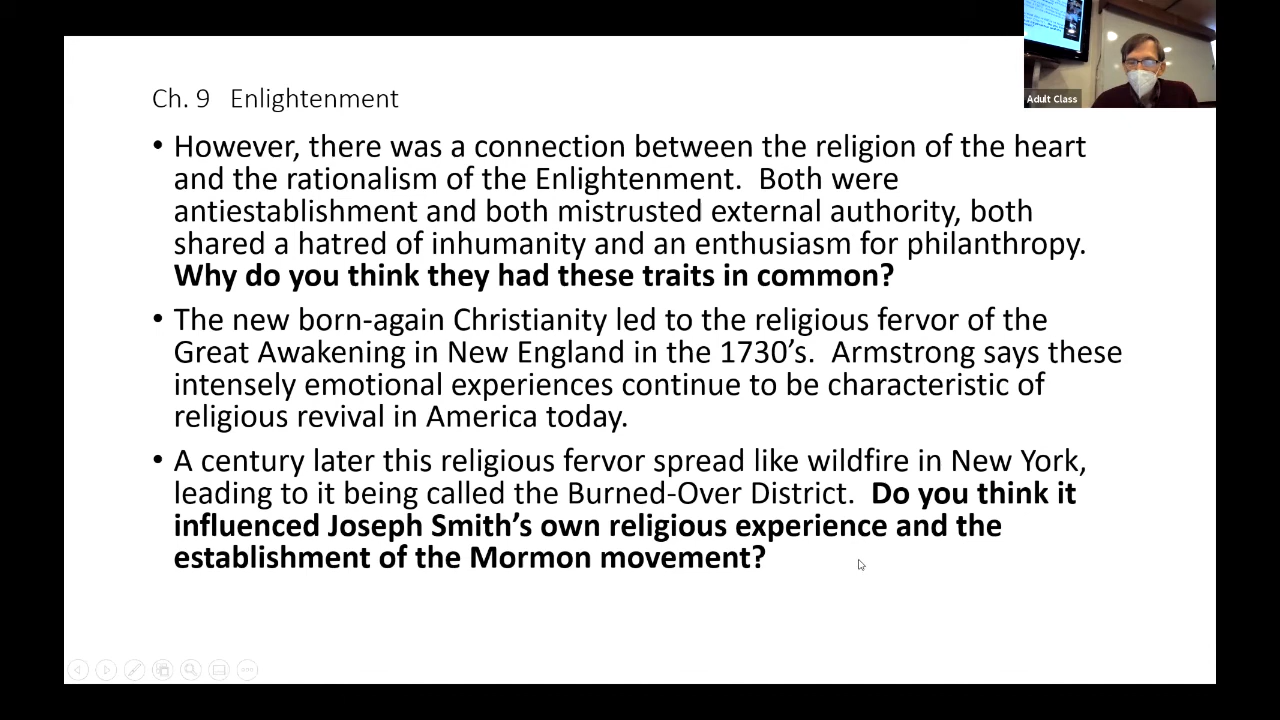 Adult Class
Ch. 9 Enlightenment
• However, there was a connection between the religion of the heart
and the rationalism of the Enlightenment. Both were
antiestablishment and both mistrusted external authority, both
shared a hatred of inhumanity and an enthusiasm for philanthropy.
Why do you think they had these traits in common?
• The new born-again Christianity led to the religious fervor of the
Great Awakening in New England in the 1730’s. Armstrong says these
intensely emotional experiences continue to be characteristic of
religious revival in America today.
• A century later this religious fervor spread like wildfire in New York,
leading to it being called the Burned-Over District. Do you think it
influenced Joseph Smith’s own religious experience and the
establishment of the Mormon movement?